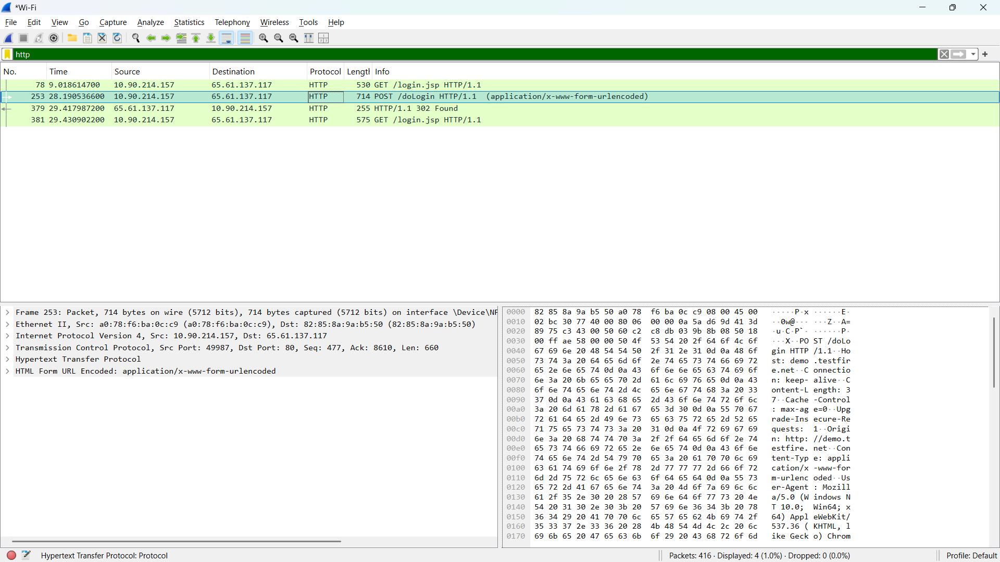 *Wi-Fi
File Edit View Go Capture Analyze Statistics Telephony Wireless Tools Help
http
No. Time Source Destination Protocol Length Info
78 9.018614700 10.90.214.157 65.61.137.117 HTTP 530 GET /login.jsp HTTP/1.1
253 28.190536600 10.90.214.157 65.61.137.117 HTTP 714 POST /doLogin HTTP/1.1 (application/x-www-form-urlencoded)
379 29.417987200 65.61.137.117 10.90.214.157 HTTP 255 HTTP/1.1 302 Found
381 29.430902200 10.90.214.157 65.61.137.117 HTTP 575 GET /login.jsp HTTP/1.1
Frame 253: Packet, 714 bytes on wire (5712 bits), 714 bytes captured (5712 bits) on interface \Device\NF
Ethernet II, Src: a0:78:f6:ba:0c:c9 (a0:78:f6:ba:0c:c9), Dst: 82:85:8a:9a:b5:50 (82:85:8a:9a:b5:50)
Internet Protocol Version 4, Src: 10.90.214.157, Dst: 65.61.137.117
Transmission Control Protocol, Src Port: 49987, Dst Port: 80, Seq: 477, Ack: 8610, Len: 660
Hypertext Transfer Protocol
HTML Form URL Encoded: application/x-www-form-urlencoded
0000 82 85 8a 9a b5 50 a0 78 f6 ba 0c c9 08 00 45 00 ·····P·x ······E·
0010 02 bc 30 77 40 00 80 06 00 00 0a 5a d6 9d 41 3d ··0w@··· ···Z··A=
0020 89 75 c3 43 00 50 60 c2 c8 db 03 9b 8b 08 50 18 ·u·C·P`· ······P·
0030 00 ff ae 58 00 00 50 4f 53 54 20 2f 64 6f 4c 6f ···X··PO ST /doLo
0040 67 69 6e 20 48 54 54 50 2f 31 2e 31 0d 0a 48 6f gin HTTP /1.1··Ho
0050 73 74 3a 20 64 65 6d 6f 2e 74 65 73 74 66 69 72 st: demo .testfir
0060 65 2e 6e 65 74 0d 0a 43 6f 6e 6e 65 63 74 69 6f e.net··C onnectio
0070 6e 3a 20 6b 65 65 70 2d 61 6c 69 76 65 0d 0a 43 n: keep- alive··C
0080 6f 6e 74 65 6e 74 2d 4c 65 6e 67 74 68 3a 20 33 ontent-L ength: 3
0090 37 0d 0a 43 61 63 68 65 2d 43 6f 6e 74 72 6f 6c 7··Cache -Control
00a0 3a 20 6d 61 78 2d 61 67 65 3d 30 0d 0a 55 70 67 : max-ag e=0··Upg
00b0 72 61 64 65 2d 49 6e 73 65 63 75 72 65 2d 52 65 rade-Ins ecure-Re
00c0 71 75 65 73 74 73 3a 20 31 0d 0a 4f 72 69 67 69 quests: 1··Origi
00d0 6e 3a 20 68 74 74 70 3a 2f 2f 64 65 6d 6f 2e 74 n: http: //demo.t
00e0 65 73 74 66 69 72 65 2e 6e 65 74 0d 0a 43 6f 6e estfire. net··Con
00f0 74 65 6e 74 2d 54 79 70 65 3a 20 61 70 70 6c 69 tent-Typ e: appli
0100 63 61 74 69 6f 6e 2f 78 2d 77 77 77 2d 66 6f 72 cation/x -www-for
0110 6d 2d 75 72 6c 65 6e 63 6f 64 65 64 0d 0a 55 73 m-urlenc oded··Us
0120 65 72 2d 41 67 65 6e 74 3a 20 4d 6f 7a 69 6c 6c er-Agent : Mozill
0130 61 2f 35 2e 30 20 28 57 69 6e 64 6f 77 73 20 4e a/5.0 (W indows N
0140 54 20 31 30 2e 30 3b 20 57 69 6e 36 34 3b 20 78 T 10.0; Win64; x
0150 36 34 29 20 41 70 70 6c 65 57 65 62 4b 69 74 2f 64) Appl eWebKit/
0160 35 33 37 2e 33 36 20 28 4b 48 54 4d 4c 2c 20 6c 537.36 ( KHTML, l
0170 69 6b 65 20 47 65 63 6b 6f 29 20 43 68 72 6f 6d ike Geck o) Chrom
Hypertext Transfer Protocol: Protocol
Packets: 416 · Displayed: 4 (1.0%) · Dropped: 0 (0.0%)
Profile: Default